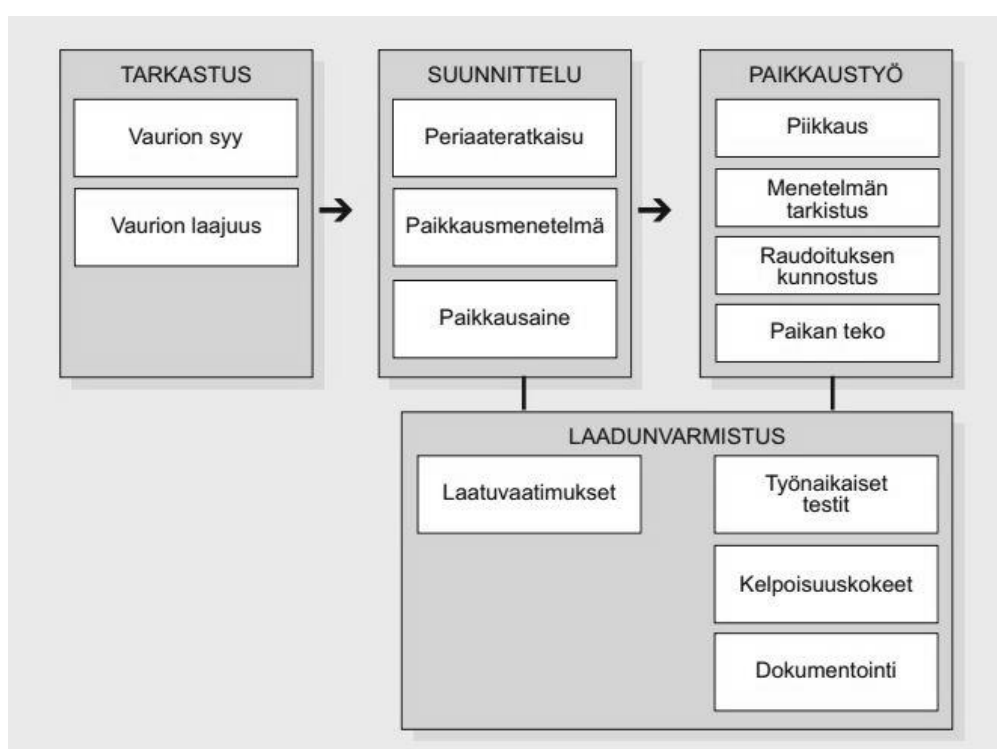 TARKASTUS
Vaurion syy
Vaurion laajuus
SUUNNITTELU
Periaateratkaisu
Paikkausmenetelmä
Paikkausaine
PAIKKAUSTYÖ
Piikkaus
Menetelmän
tarkistus
Raudoituksen
kunnostus
Paikan teko
LAADUNVARMISTUS
Laatuvaatimukset
Työnaikaiset
testit
Kelpoisuuskokeet
Dokumentointi